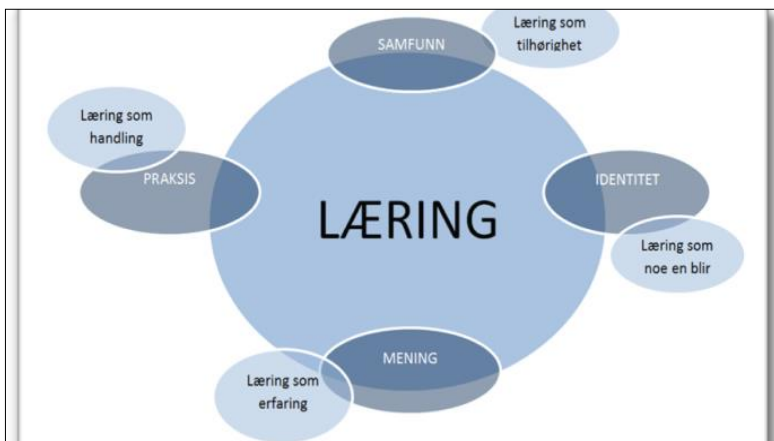 Læring som
tilhørighet
SAMFUNN
Læring som
handling
PRAKSIS
IDENTITET
LÆRING
Læring som
noe en blir
MENING
Læring som
erfaring